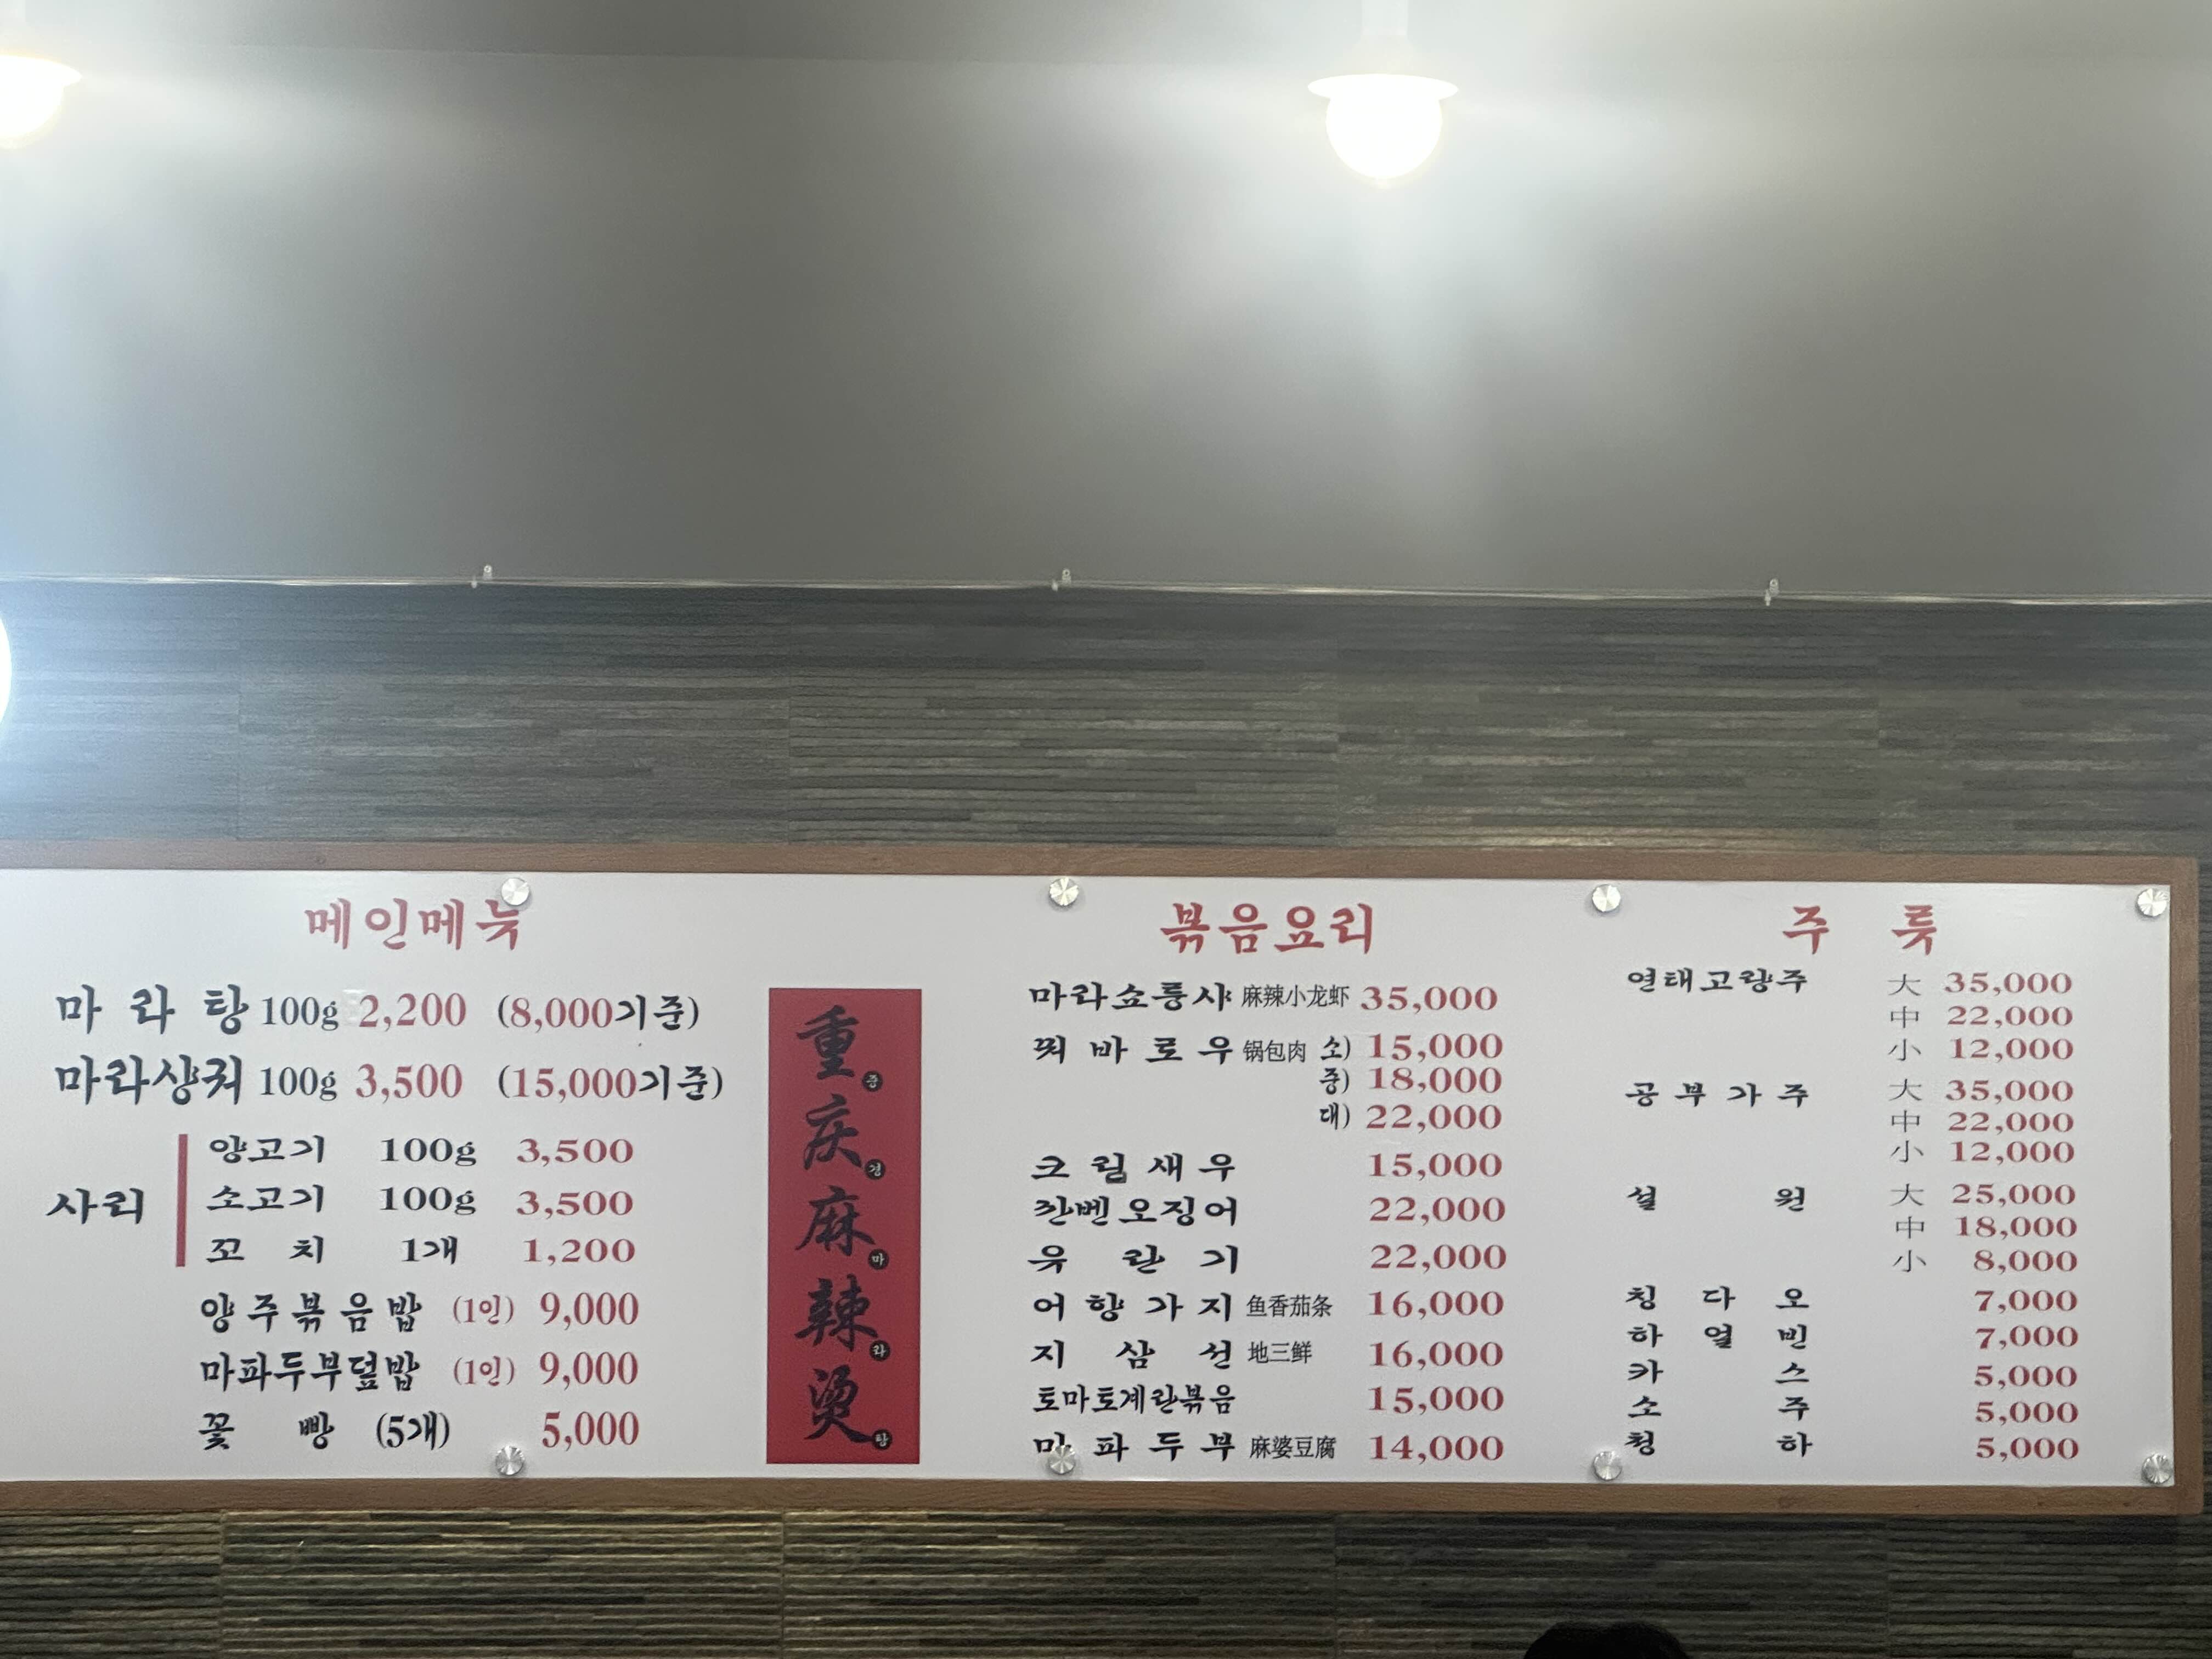 메인메뉴
마라탕 100g 2,200 (8,000기준)
마라샹궈 100g 3,500 (15,000기준)
사리
양고기 100g 3,500
소고기 100g 3,500
꼬치 1개 1,200
양주볶음밥 (1인) 9,000
마파두부덮밥 (1인) 9,000
꽃빵 (5개) 5,000
重 중
庆 경
麻 마
辣 라
烫 탕
볶음요리
마라쇼룽샤 麻辣小龙虾 35,000
꿔바로우 锅包肉 소) 15,000
중) 18,000
대) 22,000
크림새우 15,000
깐벤오징어 22,000
유란기 22,000
어향가지 鱼香茄条 16,000
지삼선 地三鲜 16,000
토마토계란볶음 15,000
마파두부 麻婆豆腐 14,000
주류
연태고량주 大 35,000
中 22,000
小 12,000
공부가주 大 35,000
中 22,000
小 12,000
설원 大 25,000
中 18,000
小 8,000
칭다오 7,000
하얼빈 7,000
카스 5,000
소주 5,000
청하 5,000